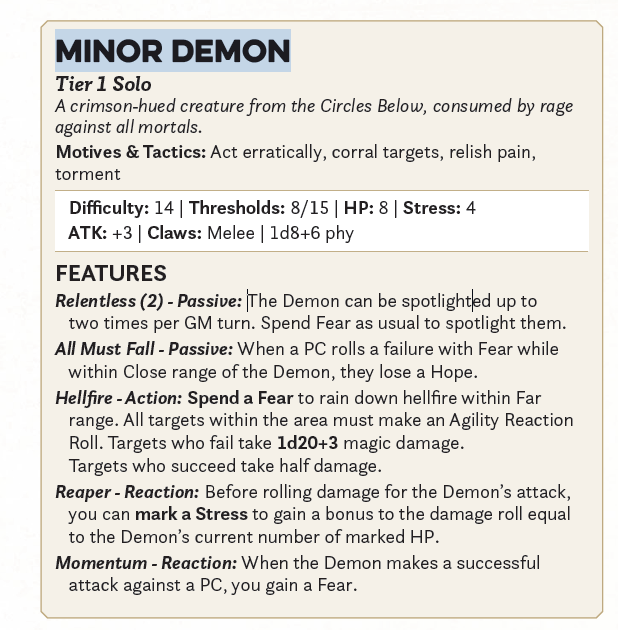 MINOR DEMON
Tier 1 Solo
A crimson-hued creature from the Circles Below, consumed by rage
against all mortals.
Motives & Tactics: Act erratically, corral targets, relish pain,
torment
Difficulty: 14 | Thresholds: 8/15 | HP: 8 | Stress: 4
ATK: +3 | Claws: Melee | 1d8+6 phy
FEATURES
Relentless (2) - Passive: The Demon can be spotlighted up to
two times per GM turn. Spend Fear as usual to spotlight them.
All Must Fall - Passive: When a PC rolls a failure with Fear while
within Close range of the Demon, they lose a Hope.
Hellfire - Action: Spend a Fear to rain down hellfire within Far
range. All targets within the area must make an Agility Reaction
Roll. Targets who fail take 1d20+3 magic damage.
Targets who succeed take half damage.
Reaper - Reaction: Before rolling damage for the Demon’s attack,
you can mark a Stress to gain a bonus to the damage roll equal
to the Demon’s current number of marked HP.
Momentum - Reaction: When the Demon makes a successful
attack against a PC, you gain a Fear.